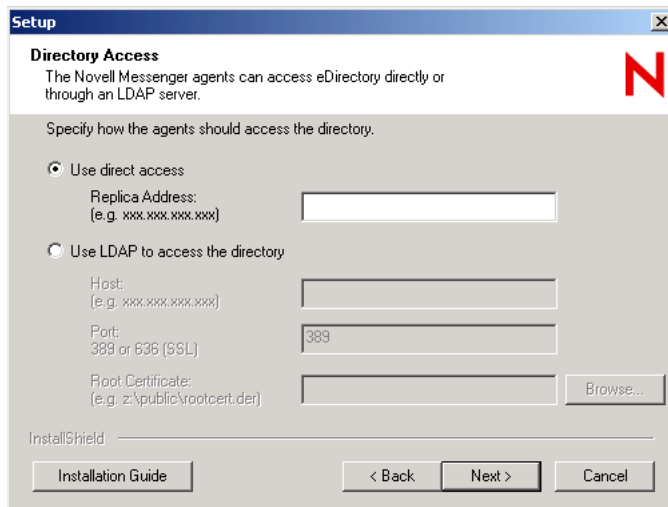 Setup
Directory Access
The Novell Messenger agents can access eDirectory directly or
through an LDAP server.
N
Specify how the agents should access the directory.
Use direct access
Replica Address:
(e.g. xxx.xxx.xxx.xxx)
Use LDAP to access the directory
Host:
(e.g. xxx.xxx.xxx.xxx)
Port:
389 or 636 (SSL)
389
Root Certificate:
(e.g. z:\public\rootcert.der)
Browse...
InstallShield
Installation Guide
< Back
Next >
Cancel